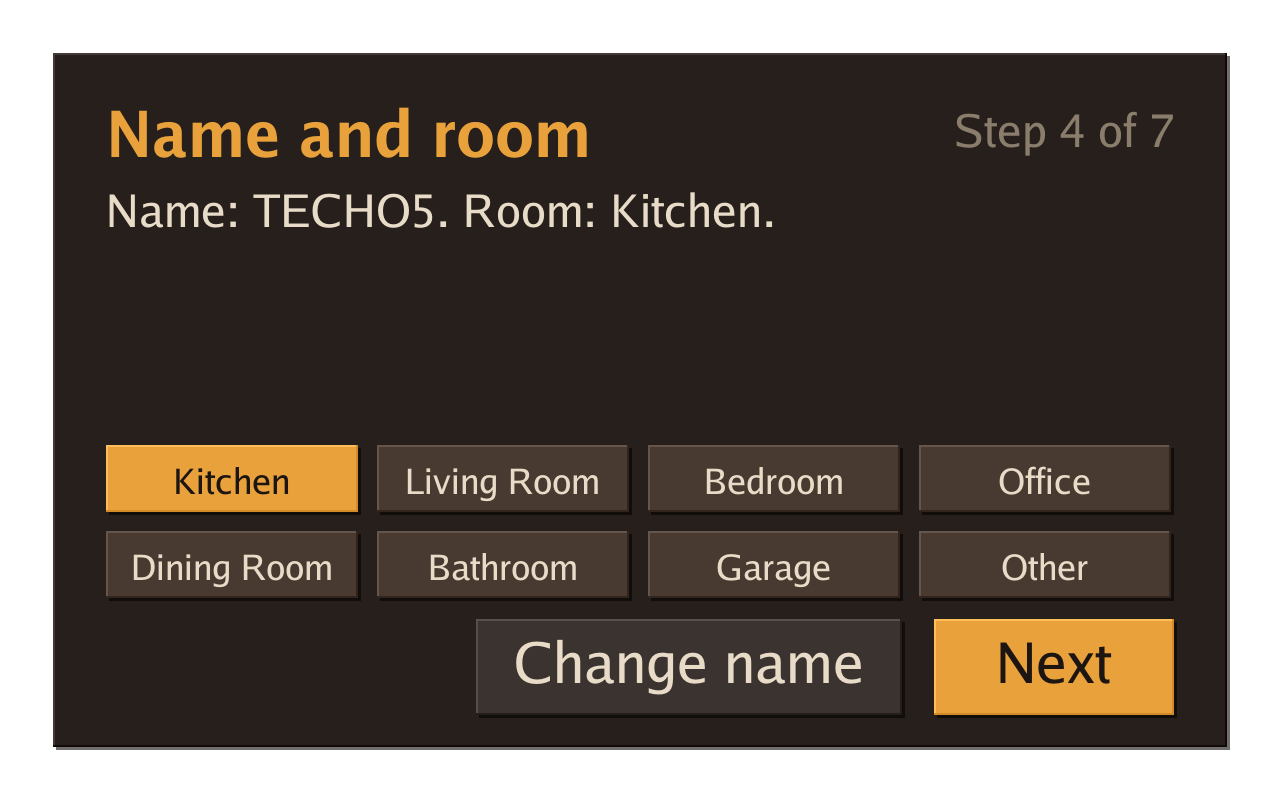 Name and room
Step 4 of 7
Name: TECHO5. Room: Kitchen.
Kitchen
Living Room
Bedroom
Office
Dining Room
Bathroom
Garage
Other
Change name
Next